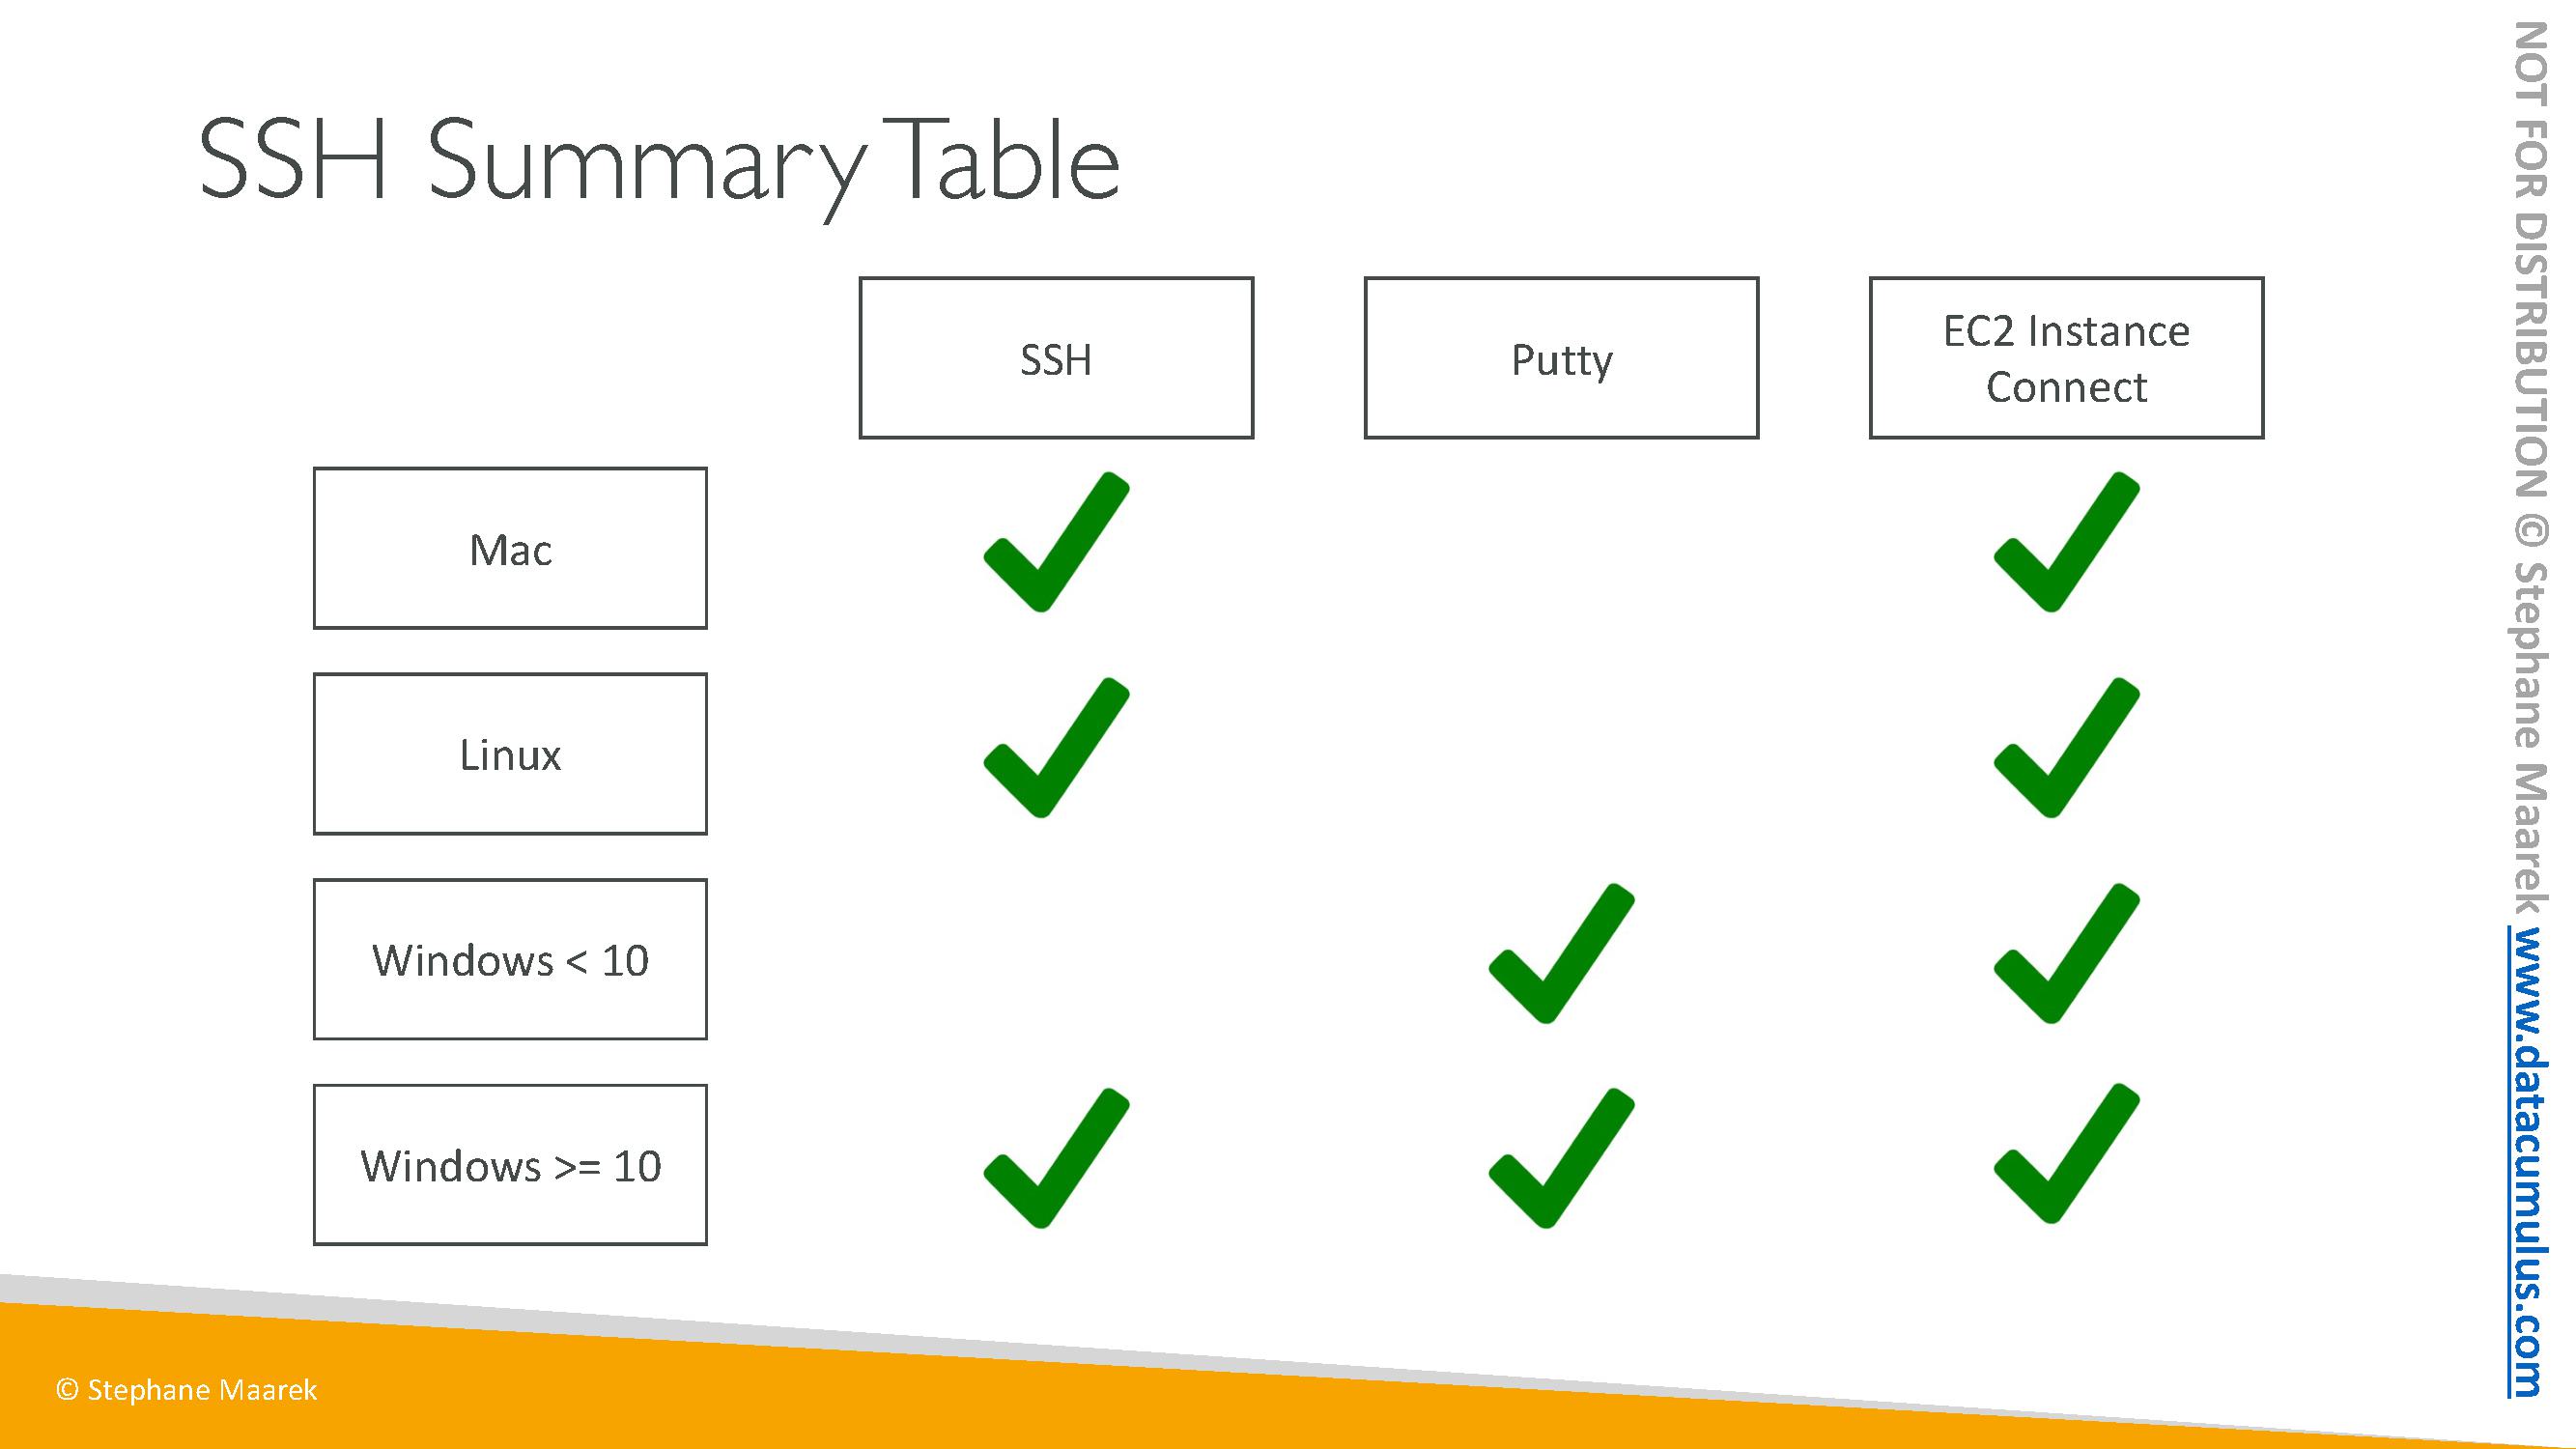 SSH Summary Table
SSH
Putty
EC2 Instance
Connect
Mac
Linux
Windows < 10
Windows >= 10
© Stephane Maarek
NOT FOR DISTRIBUTION © Stephane Maarek www.datacumulus.com